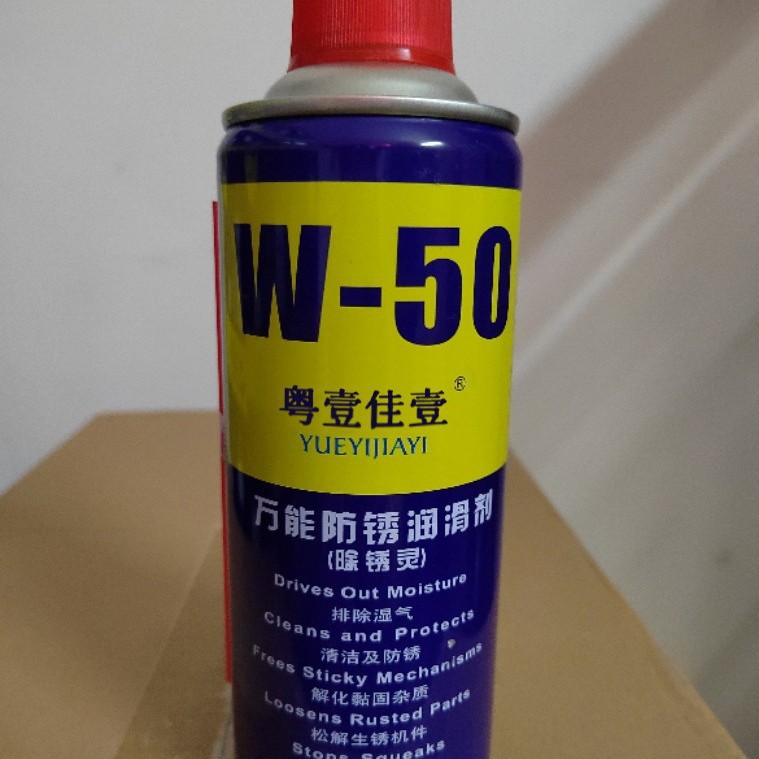 W-50
粤壹佳壹®
YUEYIJIAYI
万能防锈润滑剂
(除锈灵)
Drives Out Moisture
排除湿气
Cleans and Protects
清洁及防锈
Frees Sticky Mechanisms
解化黏固杂质
Loosens Rusted Parts
松解生锈机件
Stops Squeaks